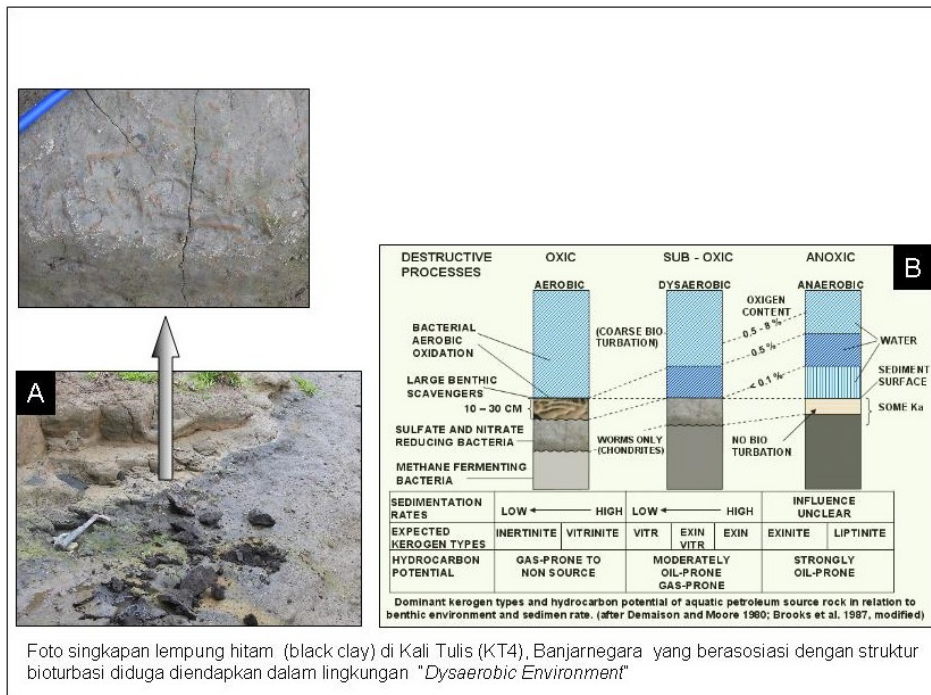 A
B
DESTRUCTIVE PROCESSES
OXIC
SUB - OXIC
ANOXIC
AEROBIC
DYSAEROBIC
ANAEROBIC
OXIGEN CONTENT
BACTERIAL AEROBIC OXIDATION
(COARSE BIO TURBATION)
0.5 - 8 %
0.5 %
< 0.1 %
WATER
LARGE BENTHIC SCAVENGERS
SEDIMENT SURFACE
10 – 30 CM
SOME Ka
SULFATE AND NITRATE REDUCING BACTERIA
WORMS ONLY (CHONDRITES)
NO BIO TURBATION
METHANE FERMENTING BACTERIA
SEDIMENTATION RATES
LOW HIGH
LOW HIGH
INFLUENCE UNCLEAR
EXPECTED KEROGEN TYPES
INERTINITE
VITRINITE
VITR
EXIN VITR
EXIN
EXINITE
LIPTINITE
HYDROCARBON POTENTIAL
GAS-PRONE TO NON SOURCE
MODERATELY OIL-PRONE GAS-PRONE
STRONGLY OIL-PRONE
Dominant kerogen types and hydrocarbon potential of aquatic petroleum source rock in relation to
benthic environment and sedimen rate. (after Demaison and Moore 1980; Brooks et al. 1987, modified)
Foto singkapan lempung hitam (black clay) di Kali Tulis (KT4), Banjarnegara yang berasosiasi dengan struktur
bioturbasi diduga diendapkan dalam lingkungan "Dysaerobic Environment"